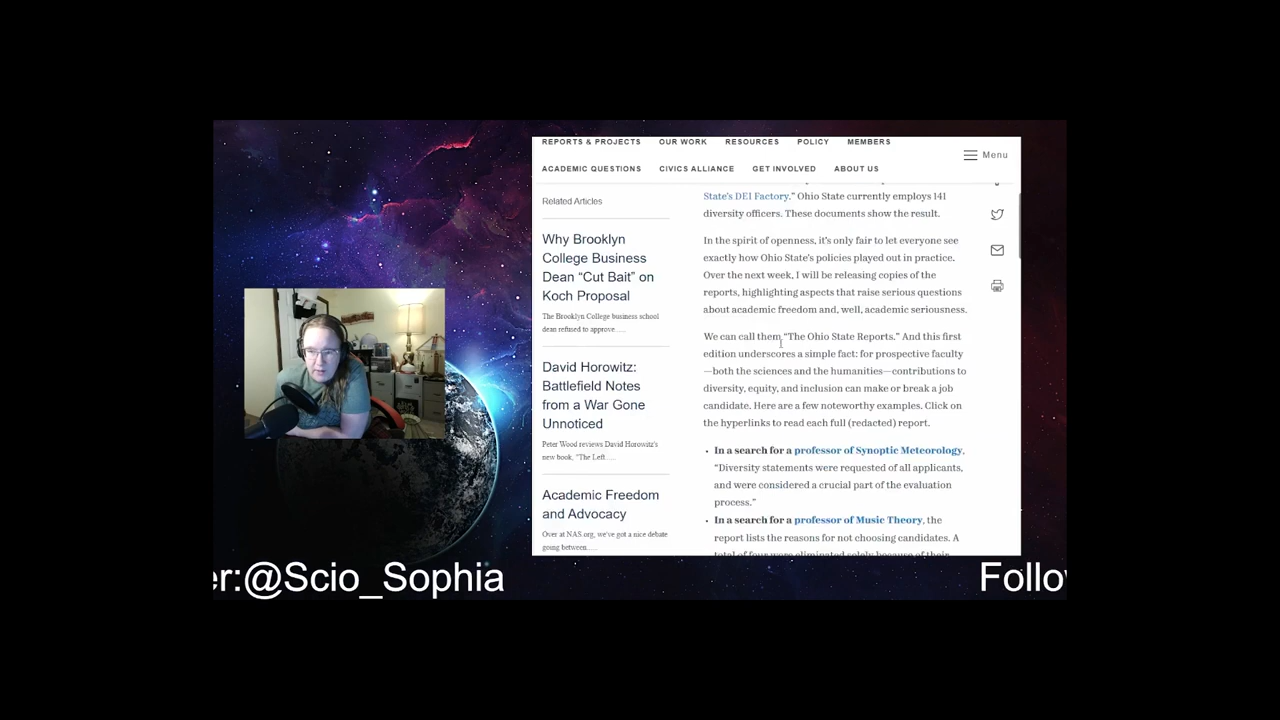 REPORTS & PROJECTS OUR WORK RESOURCES POLICY MEMBERS
Menu
ACADEMIC QUESTIONS CIVICS ALLIANCE GET INVOLVED ABOUT US
Related Articles
Why Brooklyn
College Business
Dean “Cut Bait” on
Koch Proposal
The Brooklyn College business school
dean refused to approve......
David Horowitz:
Battlefield Notes
from a War Gone
Unnoticed
Peter Wood reviews David Horowitz's
new book, "The Left......
Academic Freedom
and Advocacy
Over at NAS.org, we've got a nice debate
going between......
State’s DEI Factory.” Ohio State currently employs 141
diversity officers. These documents show the result.
In the spirit of openness, it’s only fair to let everyone see
exactly how Ohio State’s policies played out in practice.
Over the next week, I will be releasing copies of the
reports, highlighting aspects that raise serious questions
about academic freedom and, well, academic seriousness.
We can call them “The Ohio State Reports.” And this first
edition underscores a simple fact: for prospective faculty
—both the sciences and the humanities—contributions to
diversity, equity, and inclusion can make or break a job
candidate. Here are a few noteworthy examples. Click on
the hyperlinks to read each full (redacted) report.
• In a search for a professor of Synoptic Meteorology,
“Diversity statements were requested of all applicants,
and were considered a crucial part of the evaluation
process.”
• In a search for a professor of Music Theory, the
report lists the reasons for not choosing candidates. A
total of four were eliminated solely because of their
er:@Scio_Sophia
Follo